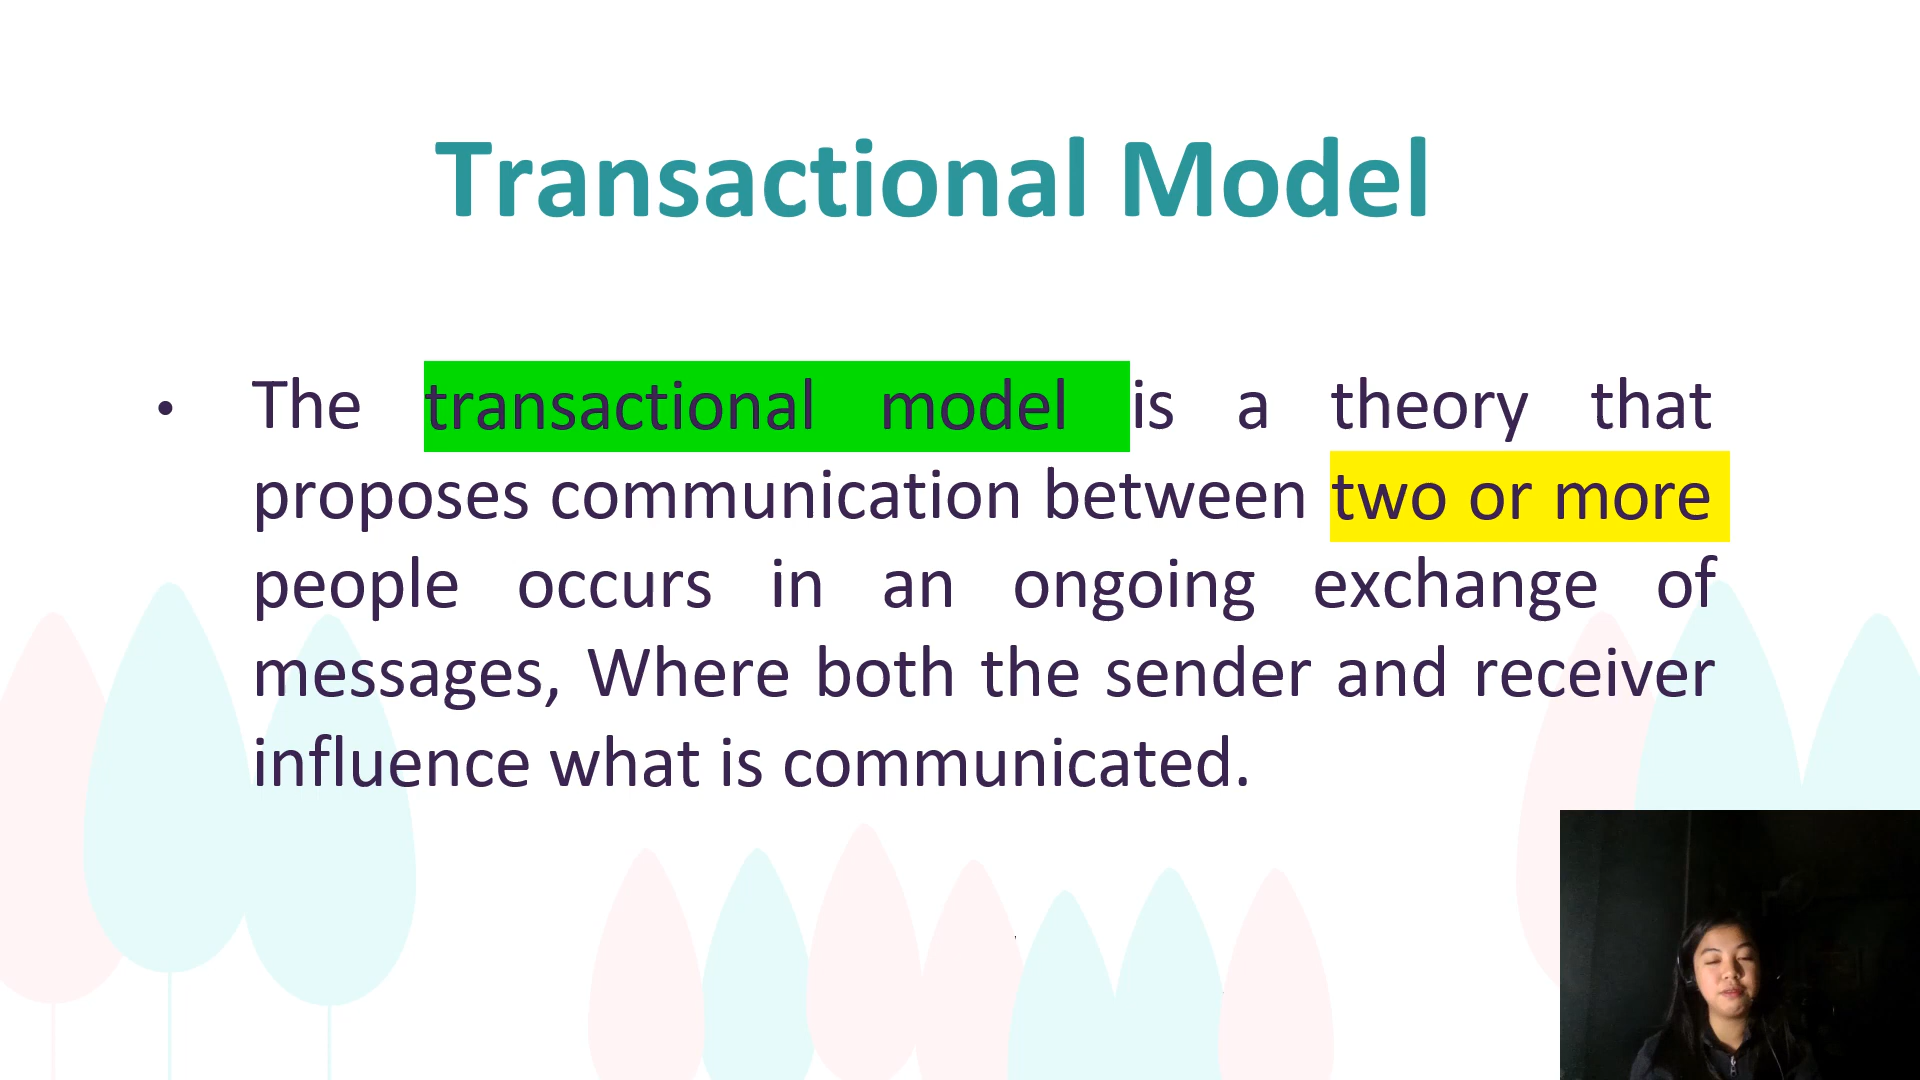 Transactional Model
• The transactional model is a theory that
proposes communication between two or more
people occurs in an ongoing exchange of
messages, Where both the sender and receiver
influence what is communicated.